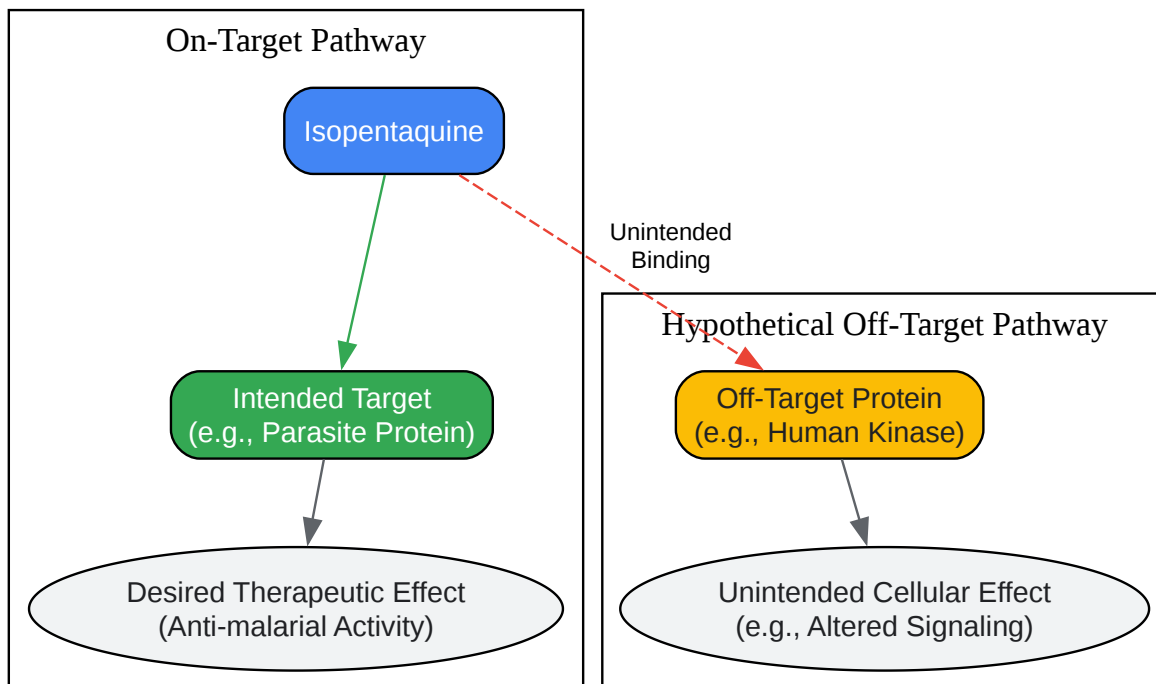 On-Target Pathway
Isopentaquine
Unintended
Binding
Hypothetical Off-Target Pathway
Intended Target
(e.g., Parasite Protein)
Off-Target Protein
(e.g., Human Kinase)
Desired Therapeutic Effect
(Anti-malarial Activity)
Unintended Cellular Effect
(e.g., Altered Signaling)